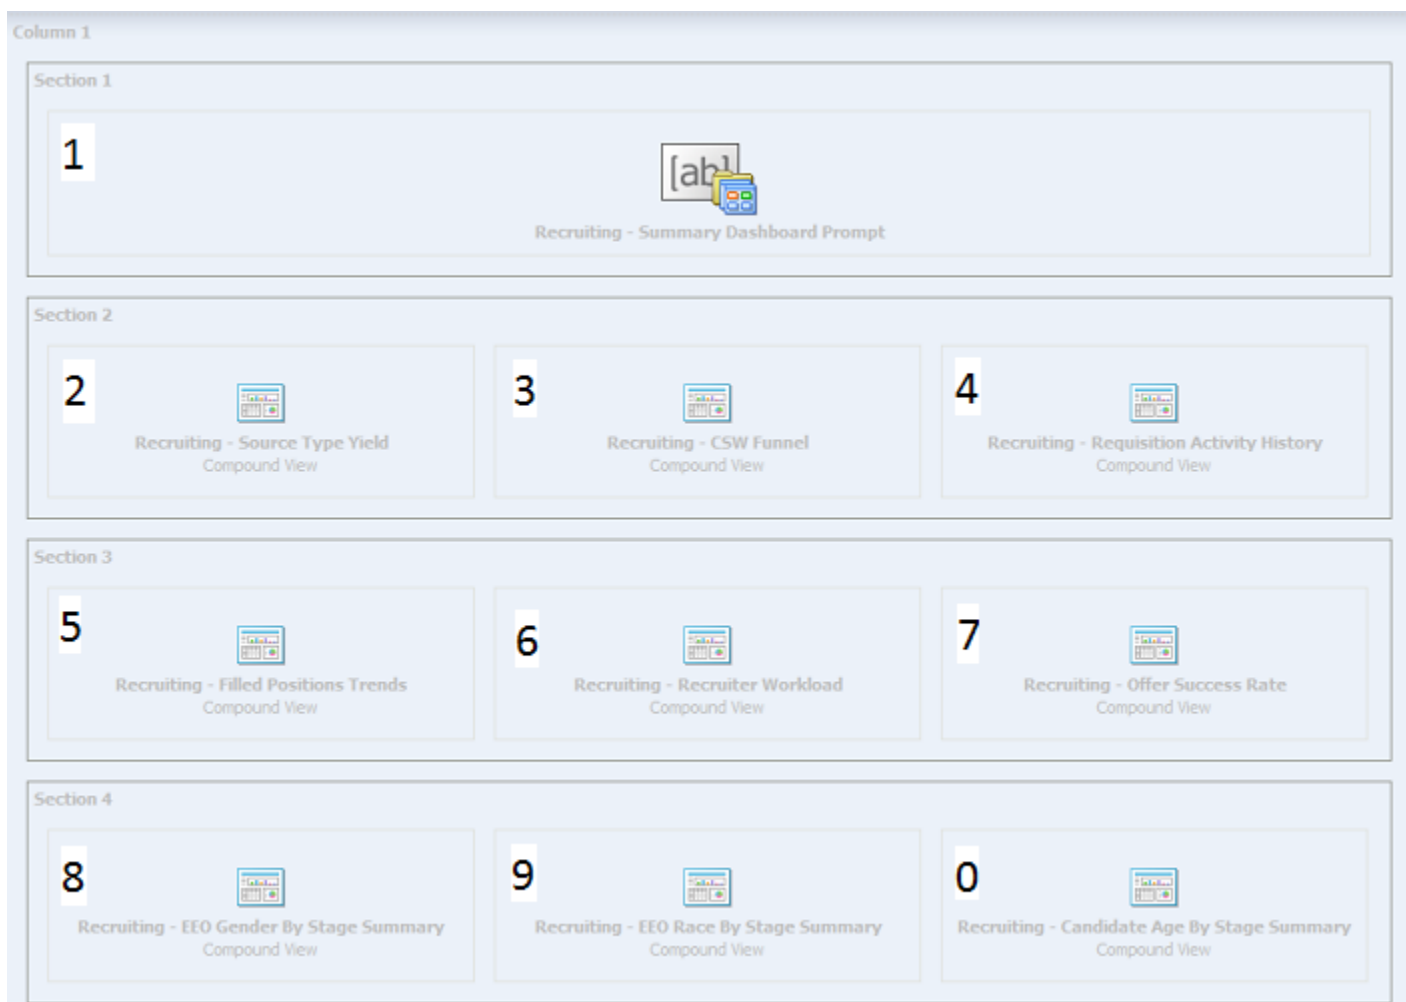 Column 1
Section 1
1
[ab]
Recruiting - Summary Dashboard Prompt
Section 2
2
3
4
Recruiting - Source Type Yield
Compound View
Recruiting - CSW Funnel
Compound View
Recruiting - Requisition Activity History
Compound View
Section 3
5
6
7
Recruiting - Filled Positions Trends
Compound View
Recruiting - Recruiter Workload
Compound View
Recruiting - Offer Success Rate
Compound View
Section 4
8
9
0
Recruiting - EEO Gender By Stage Summary
Compound View
Recruiting - EEO Race By Stage Summary
Compound View
Recruiting - Candidate Age By Stage Summary
Compound View